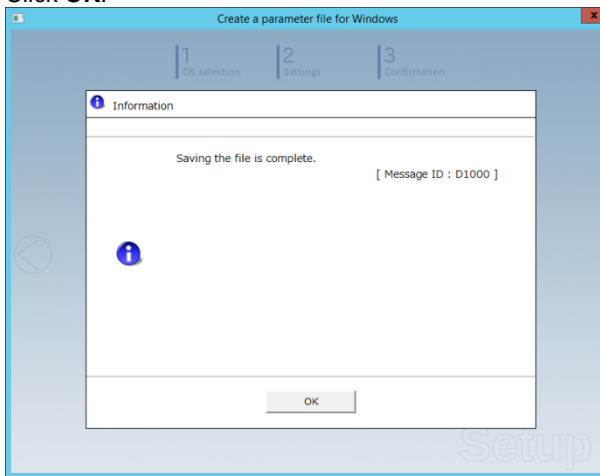 Click OK.
Create a parameter file for Windows
x
1
OS selection
2
Settings
3
Confirmation
Information
Saving the file is complete.
[ Message ID : D1000 ]
OK
Setup